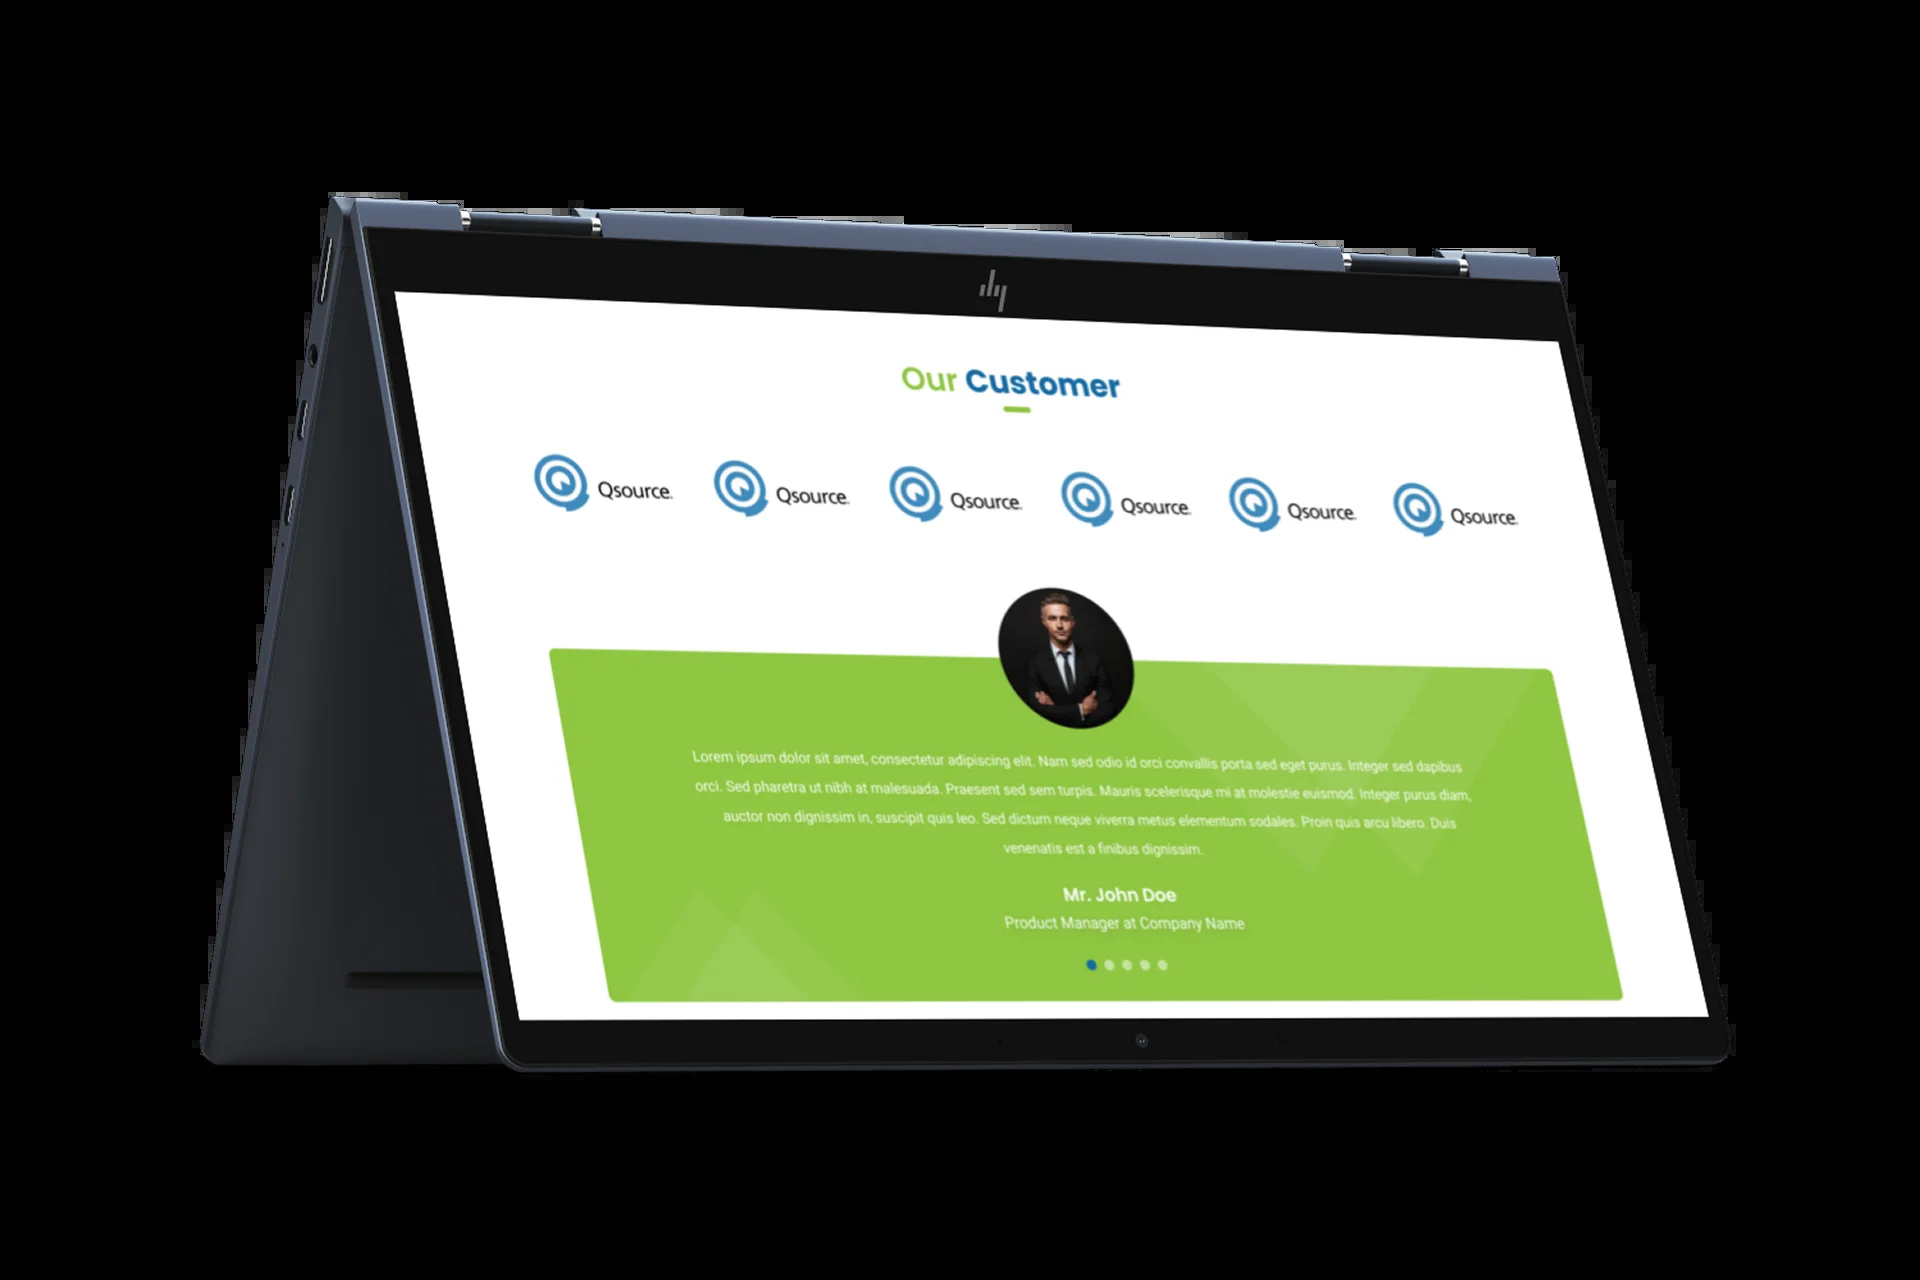 Our Customer
Qsource. Qsource. Qsource. Qsource. Qsource. Qsource.
Lorem ipsum dolor sit amet, consectetur adipiscing elit. Nam sed odio id orci convallis porta sed eget purus. Integer sed dapibus
orci. Sed pharetra ut nibh at malesuada. Praesent sed sem turpis. Mauris scelerisque mi at molestie euismod. Integer purus diam,
auctor non dignissim in, suscipit quis leo. Sed dictum neque viverra metus elementum sodales. Proin quis arcu libero. Duis
venenatis est a finibus dignissim.
Mr. John Doe
Product Manager at Company Name